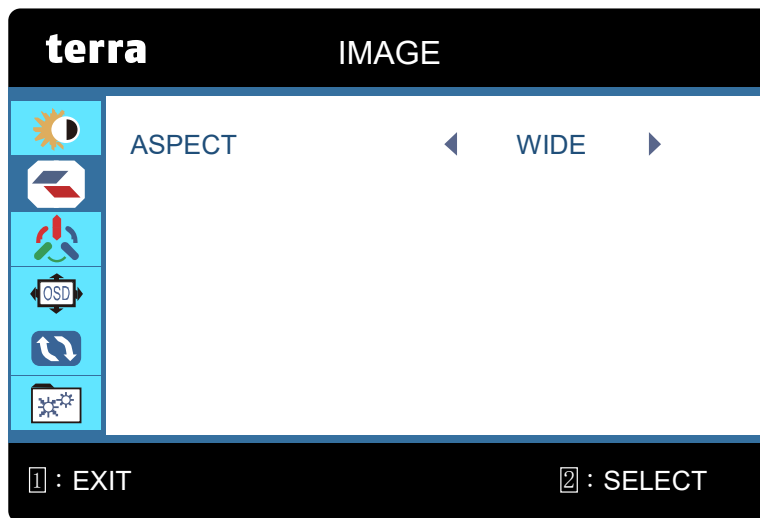 terra
IMAGE
ASPECT WIDE
OSD
1 : EXIT 2 : SELECT